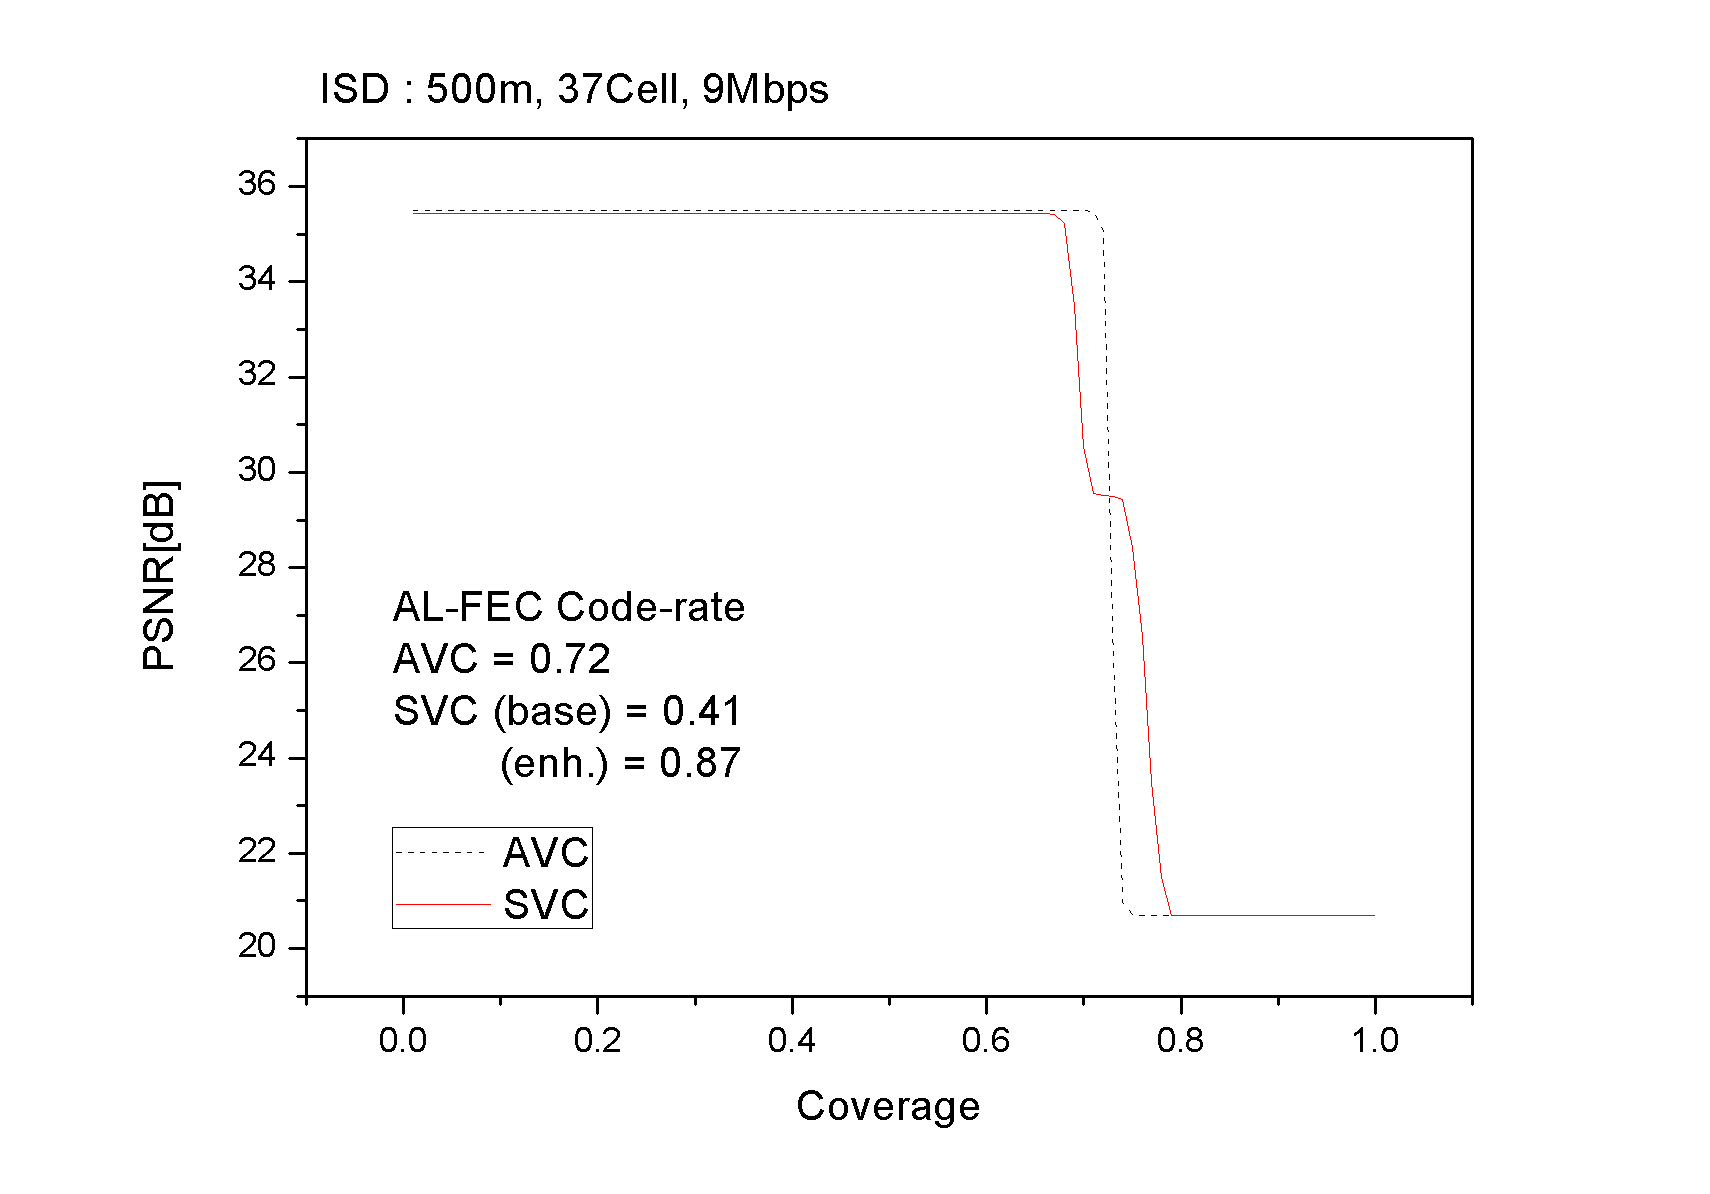 ISD : 500m, 37Cell, 9Mbps
36
34
32
30
28
26
24
22
20
PSNR[dB]
AL-FEC Code-rate
AVC = 0.72
SVC (base) = 0.41
(enh.) = 0.87
AVC
SVC
0.0 0.2 0.4 0.6 0.8 1.0
Coverage